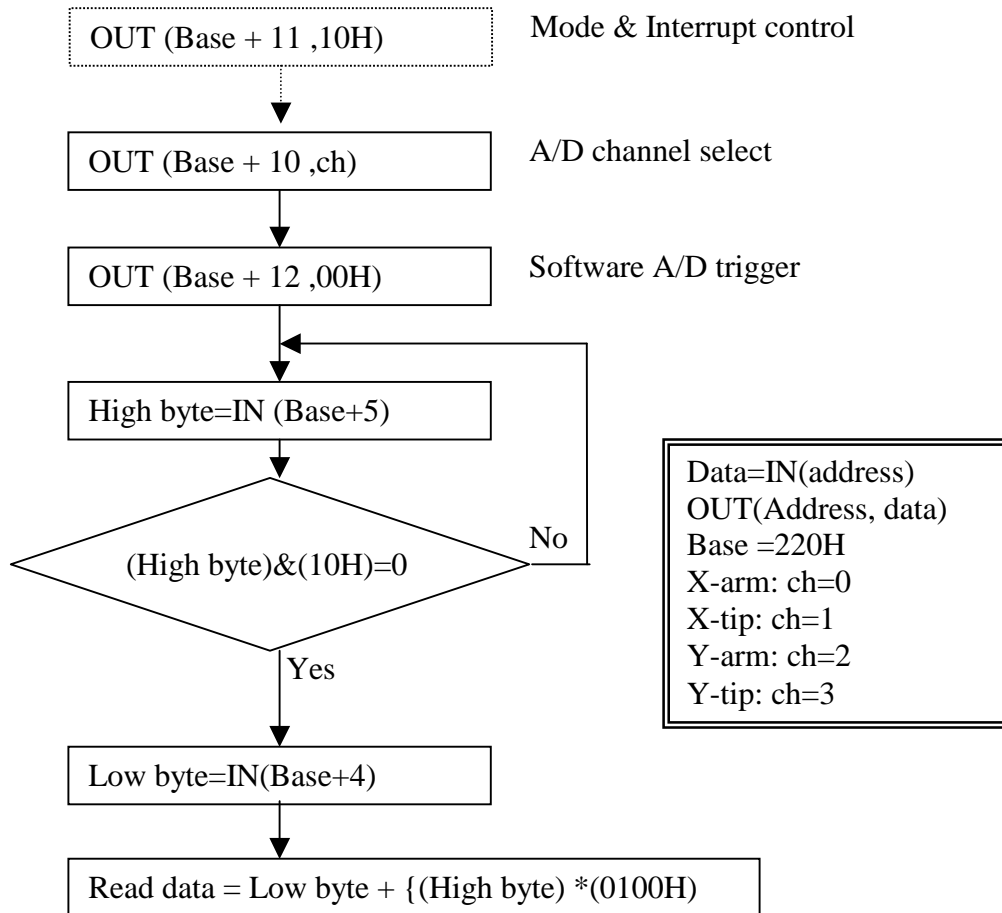 OUT (Base + 11 ,10H)
Mode & Interrupt control
OUT (Base + 10 ,ch)
A/D channel select
OUT (Base + 12 ,00H)
Software A/D trigger
High byte=IN (Base+5)
(High byte)&(10H)=0
No
Yes
Low byte=IN(Base+4)
Read data = Low byte + {(High byte) *(0100H)
Data=IN(address)
OUT(Address, data)
Base =220H
X-arm: ch=0
X-tip: ch=1
Y-arm: ch=2
Y-tip: ch=3